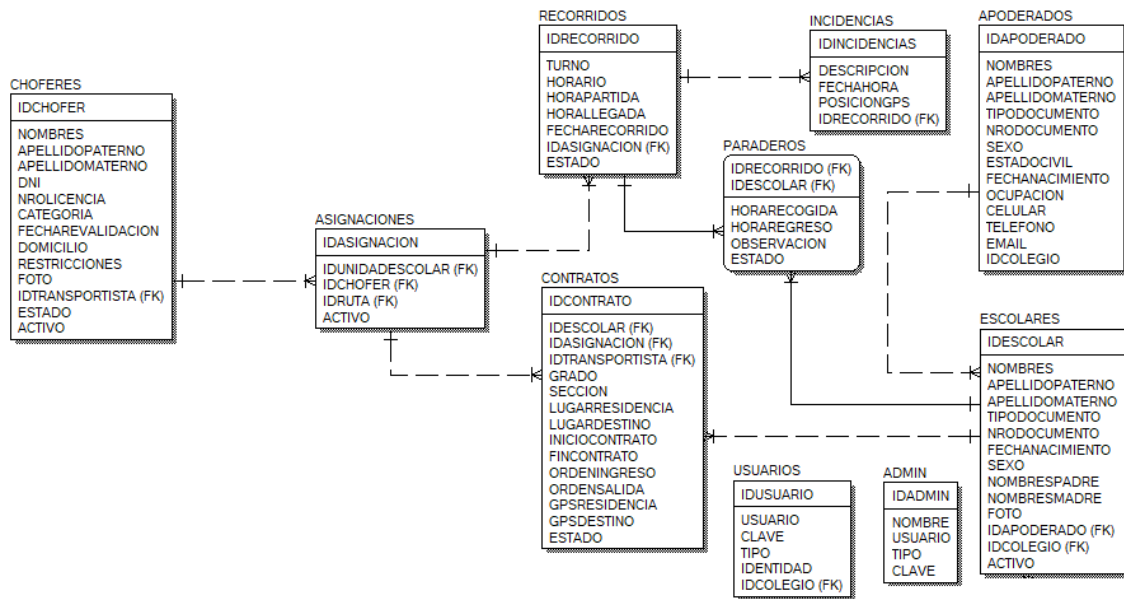 CHOFERES
IDCHOFER
NOMBRES
APELLIDOPATERNO
APELLIDOMATERNO
DNI
NROLICENCIA
CATEGORIA
FECHAREVALIDACION
DOMICILIO
RESTRICCIONES
FOTO
IDTRANSPORTISTA (FK)
ESTADO
ACTIVO
ASIGNACIONES
IDASIGNACION
IDUNIDADESCOLAR (FK)
IDCHOFER (FK)
IDRUTA (FK)
ACTIVO
RECORRIDOS
IDRECORRIDO
TURNO
HORARIO
HORAPARTIDA
HORALLEGADA
FECHARECORRIDO
IDASIGNACION (FK)
ESTADO
CONTRATOS
IDCONTRATO
IDESCOLAR (FK)
IDASIGNACION (FK)
IDTRANSPORTISTA (FK)
GRADO
SECCION
LUGARRESIDENCIA
LUGARDESTINO
INICIOCONTRATO
FINCONTRATO
ORDENINGRESO
ORDENSALIDA
GPSRESIDENCIA
GPSDESTINO
ESTADO
INCIDENCIAS
IDINCIDENCIAS
DESCRIPCION
FECHAHORA
POSICIONGPS
IDRECORRIDO (FK)
PARADEROS
IDRECORRIDO (FK)
IDESCOLAR (FK)
HORARECOGIDA
HORAREGRESO
OBSERVACION
ESTADO
USUARIOS
IDUSUARIO
USUARIO
CLAVE
TIPO
IDENTIDAD
IDCOLEGIO (FK)
ADMIN
IDADMIN
NOMBRE
USUARIO
TIPO
CLAVE
APODERADOS
IDAPODERADO
NOMBRES
APELLIDOPATERNO
APELLIDOMATERNO
TIPODOCUMENTO
NRODOCUMENTO
SEXO
ESTADOCIVIL
FECHANACIMIENTO
OCUPACION
CELULAR
TELEFONO
EMAIL
IDCOLEGIO
ESCOLARES
IDESCOLAR
NOMBRES
APELLIDOPATERNO
APELLIDOMATERNO
TIPODOCUMENTO
NRODOCUMENTO
FECHANACIMIENTO
SEXO
NOMBRESPADRE
NOMBRESMADRE
FOTO
IDAPODERADO (FK)
IDCOLEGIO (FK)
ACTIVO